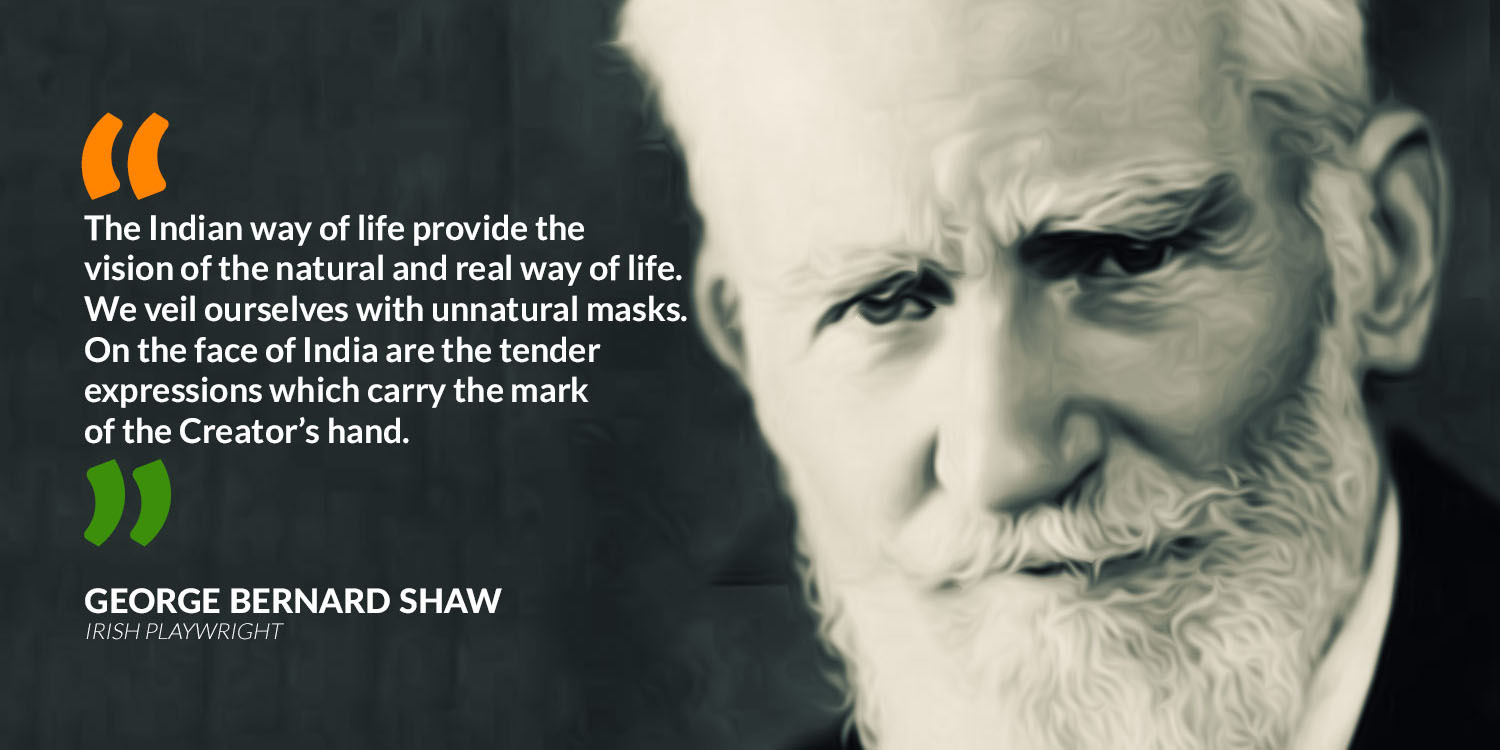 “
The Indian way of life provide the
vision of the natural and real way of life.
We veil ourselves with unnatural masks.
On the face of India are the tender
expressions which carry the mark
of the Creator’s hand.
”
GEORGE BERNARD SHAW
IRISH PLAYWRIGHT